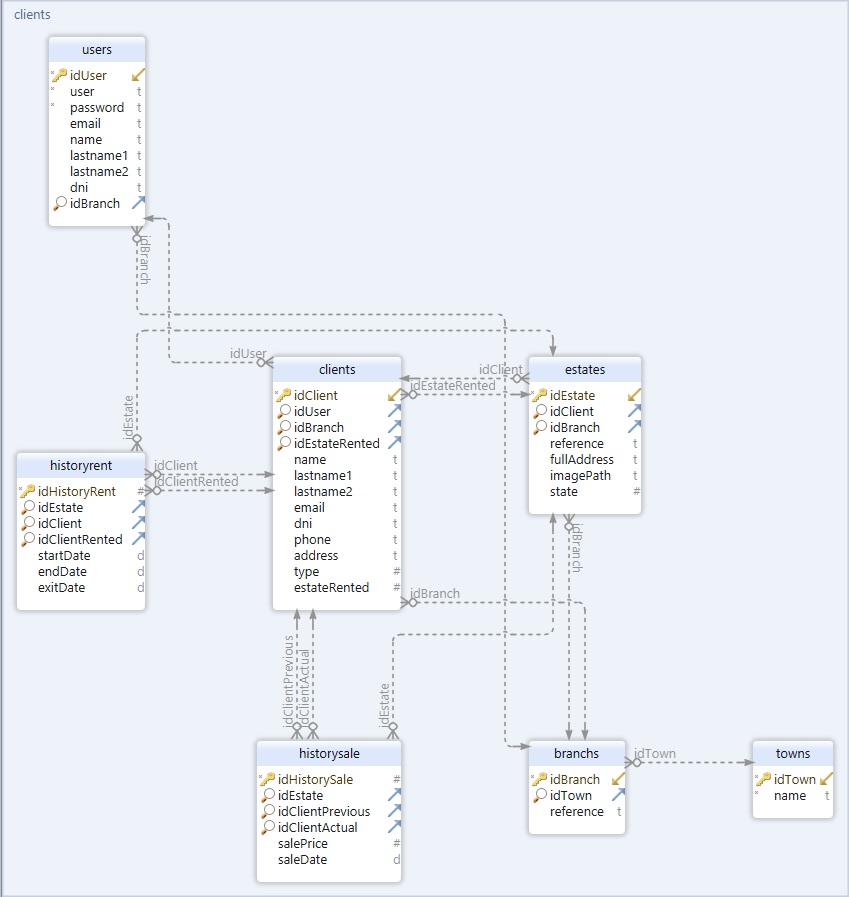 clients
users
idUser
user t
password t
email t
name t
lastname1 t
lastname2 t
dni t
idBranch
idBranch
idUser
idEstate
clients
idClient
idUser
idBranch
idEstateRented
name t
lastname1 t
lastname2 t
email t
dni t
phone t
address t
type #
estateRented #
idClient
idEstateRented
estates
idEstate
idClient
idBranch
reference t
fullAddress t
imagePath t
state #
historyrent
idHistoryRent #
idEstate
idClient
idClientRented
startDate d
endDate d
exitDate d
idClient
idClientRented
idBranch
idBranch
idClientPrevious
idClientActual
idEstate
historysale
idHistorySale #
idEstate
idClientPrevious
idClientActual
salePrice #
saleDate d
branchs
idBranch
idTown
reference t
idTown
towns
idTown
name t